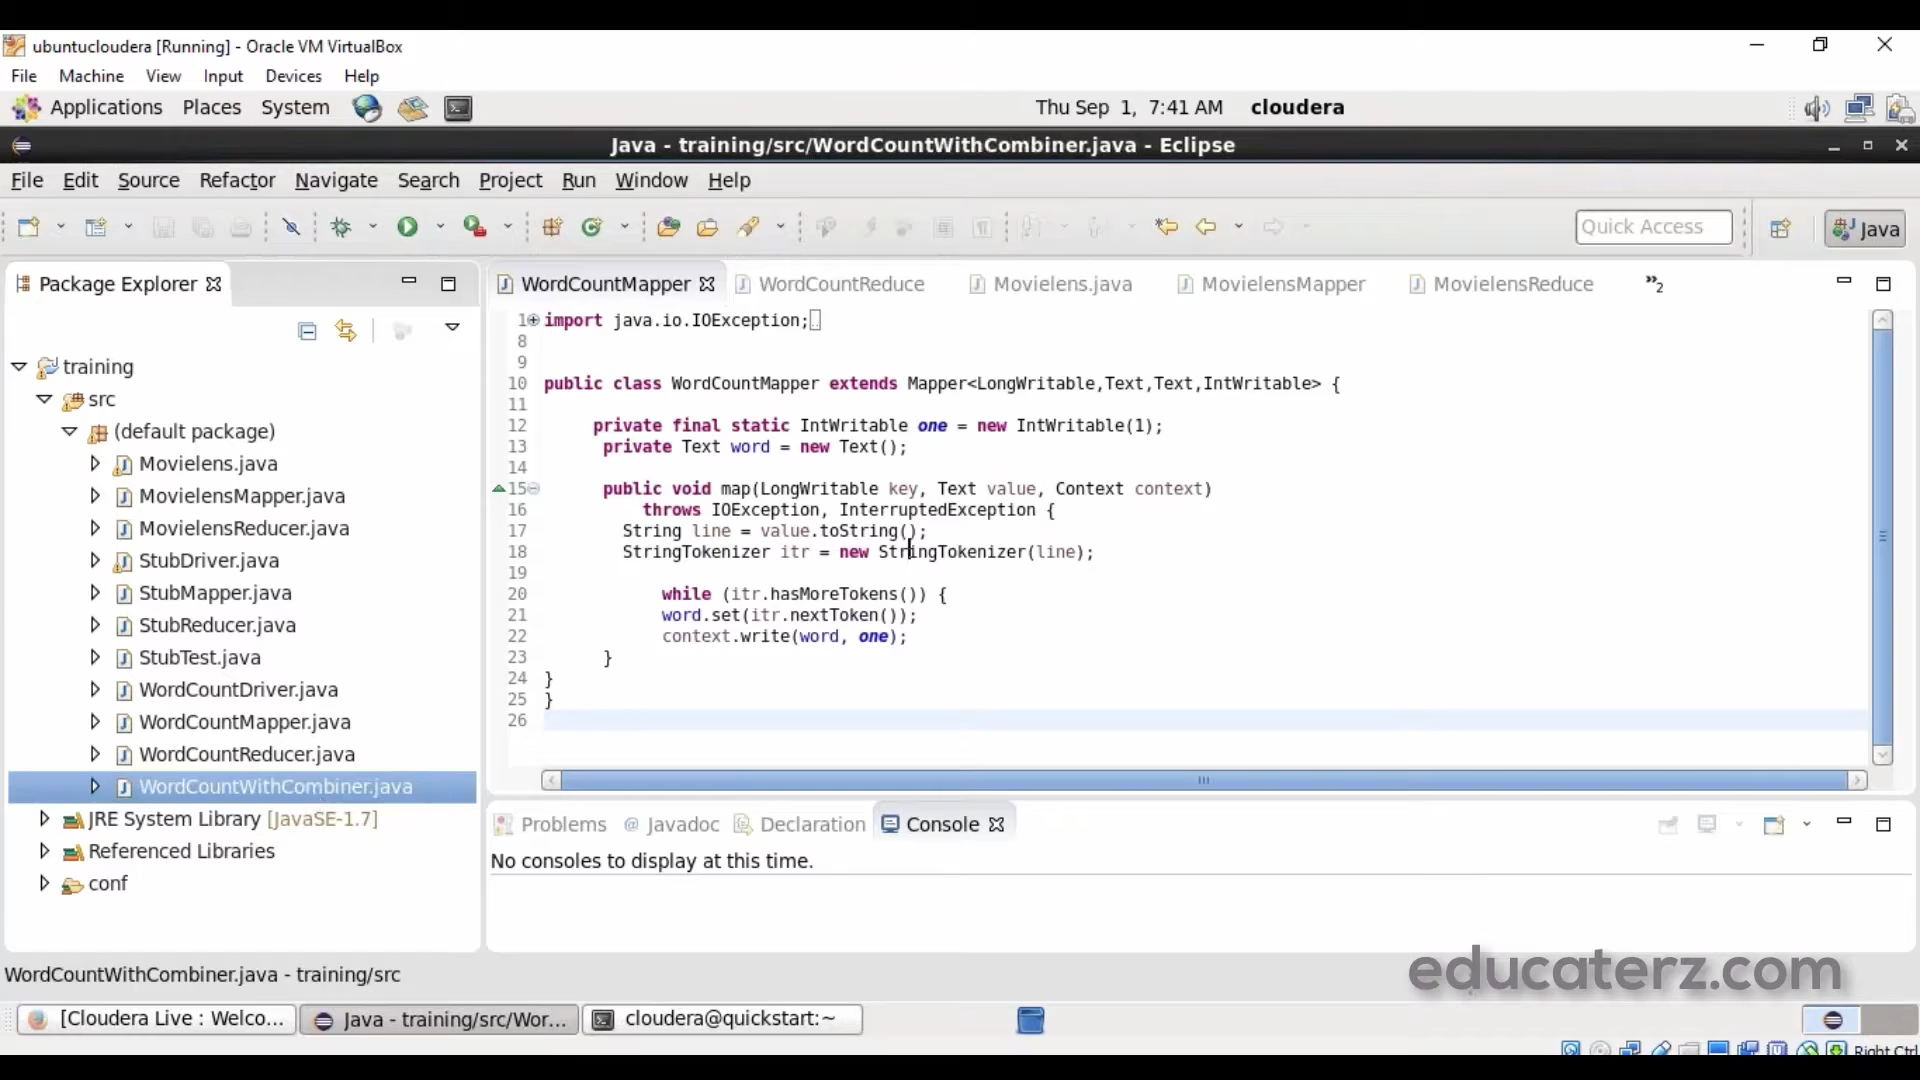 ubuntucloudera [Running] - Oracle VM VirtualBox
File Machine View Input Devices Help
Applications Places System Thu Sep 1, 7:41 AM cloudera
Java - training/src/WordCountWithCombiner.java - Eclipse
File Edit Source Refactor Navigate Search Project Run Window Help
Quick Access Java
Package Explorer
WordCountMapper WordCountReduce Movielens.java MovielensMapper MovielensReduce »2
training
src
(default package)
Movielens.java
MovielensMapper.java
MovielensReducer.java
StubDriver.java
StubMapper.java
StubReducer.java
StubTest.java
WordCountDriver.java
WordCountMapper.java
WordCountReducer.java
WordCountWithCombiner.java
JRE System Library [JavaSE-1.7]
Referenced Libraries
conf
1 import java.io.IOException;
8
9
10 public class WordCountMapper extends Mapper<LongWritable,Text,Text,IntWritable> {
11
12 private final static IntWritable one = new IntWritable(1);
13 private Text word = new Text();
14
15 public void map(LongWritable key, Text value, Context context)
16 throws IOException, InterruptedException {
17 String line = value.toString();
18 StringTokenizer itr = new StringTokenizer(line);
19
20 while (itr.hasMoreTokens()) {
21 word.set(itr.nextToken());
22 context.write(word, one);
23 }
24 }
25 }
26
Problems Javadoc Declaration Console
No consoles to display at this time.
educaterz.com
WordCountWithCombiner.java - training/src
[Cloudera Live : Welco... Java - training/src/Wor... cloudera@quickstart:~
Right Ctrl